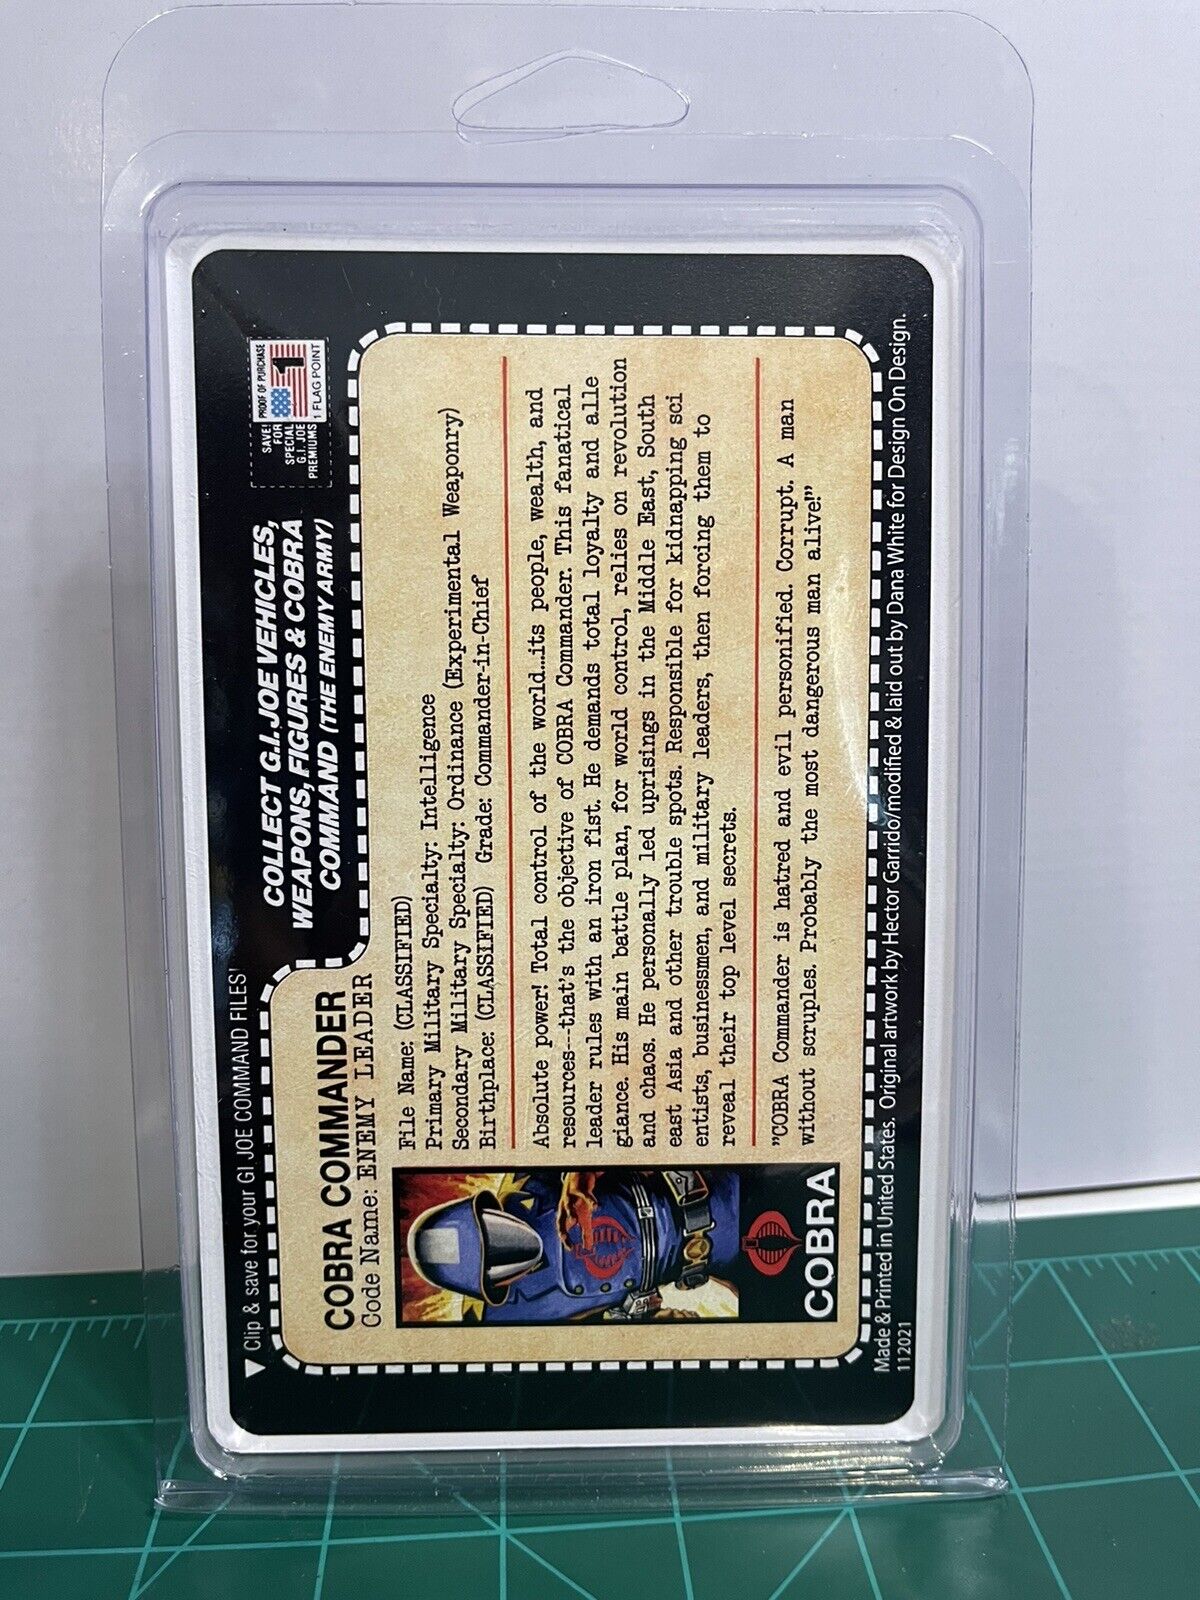 ▼ Clip & save for your GI JOE COMMAND FILES!
COLLECT G.I. JOE VEHICLES,
WEAPONS, FIGURES & COBRA
COMMAND (THE ENEMY ARMY)
SAVE!
FOR
SPECIAL
G.I. JOE
PREMIUMS
PROOF OF PURCHASE
1
1 FLAG POINT
COBRA COMMANDER
Code Name: ENEMY LEADER
File Name: (CLASSIFIED)
Primary Military Specialty: Intelligence
Secondary Military Specialty: Ordinance (Experimental Weaponry)
Birthplace: (CLASSIFIED) Grade: Commander-in-Chief
Absolute power! Total control of the world...its people, wealth, and
resources---that's the objective of COBRA Commander. This fanatical
leader rules with an iron fist. He demands total loyalty and alle
giance. His main battle plan, for world control, relies on revolution
and chaos. He personally led uprisings in the Middle East, South
east Asia and other trouble spots. Responsible for kidnapping sci
entists, businessmen, and military leaders, then forcing them to
reveal their top level secrets.
"COBRA Commander is hatred and evil personified. Corrupt. A man
without scruples. Probably the most dangerous man alive!"
COBRA
Made & Printed in United States. Original artwork by Hector Garrido/modified & laid out by Dana White for Design On Design.
112021